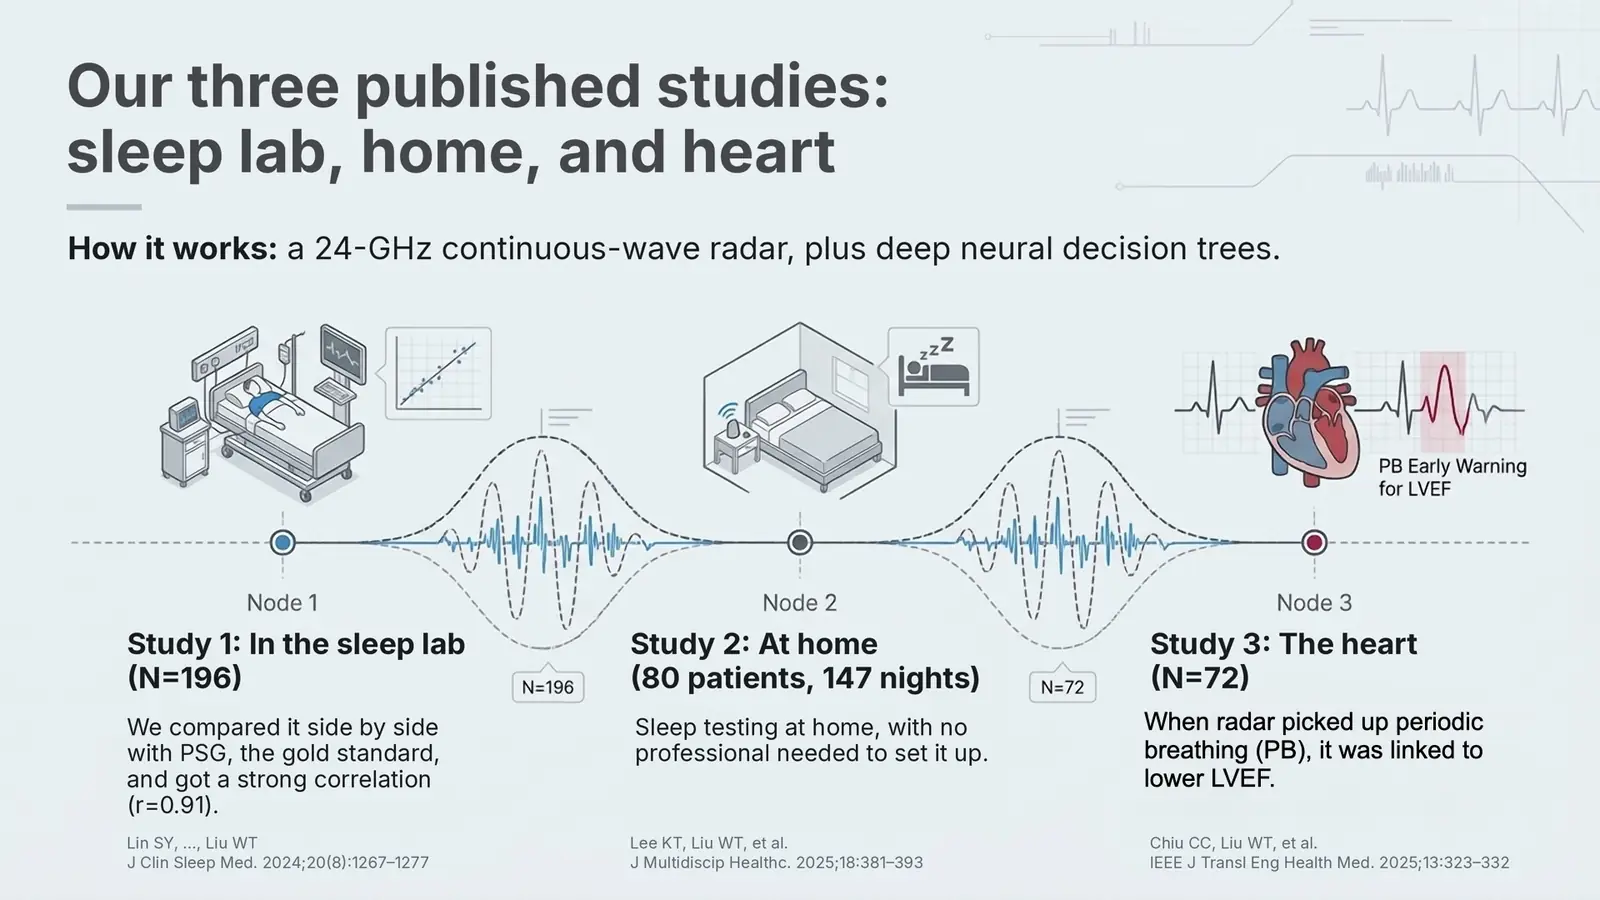 Our three published studies:
sleep lab, home, and heart
How it works: a 24-GHz continuous-wave radar, plus deep neural decision trees.
zzZ
PB Early Warning
for LVEF
Node 1
Study 1: In the sleep lab
(N=196)
We compared it side by side
with PSG, the gold standard,
and got a strong correlation
(r=0.91).
Lin SY, ..., Liu WT
J Clin Sleep Med. 2024;20(8):1267–1277
N=196
Node 2
Study 2: At home
(80 patients, 147 nights)
Sleep testing at home, with no
professional needed to set it up.
Lee KT, Liu WT, et al.
J Multidiscip Healthc. 2025;18:381–393
N=72
Node 3
Study 3: The heart
(N=72)
When radar picked up periodic
breathing (PB), it was linked to
lower LVEF.
Chiu CC, Liu WT, et al.
IEEE J Transl Eng Health Med. 2025;13:323–332